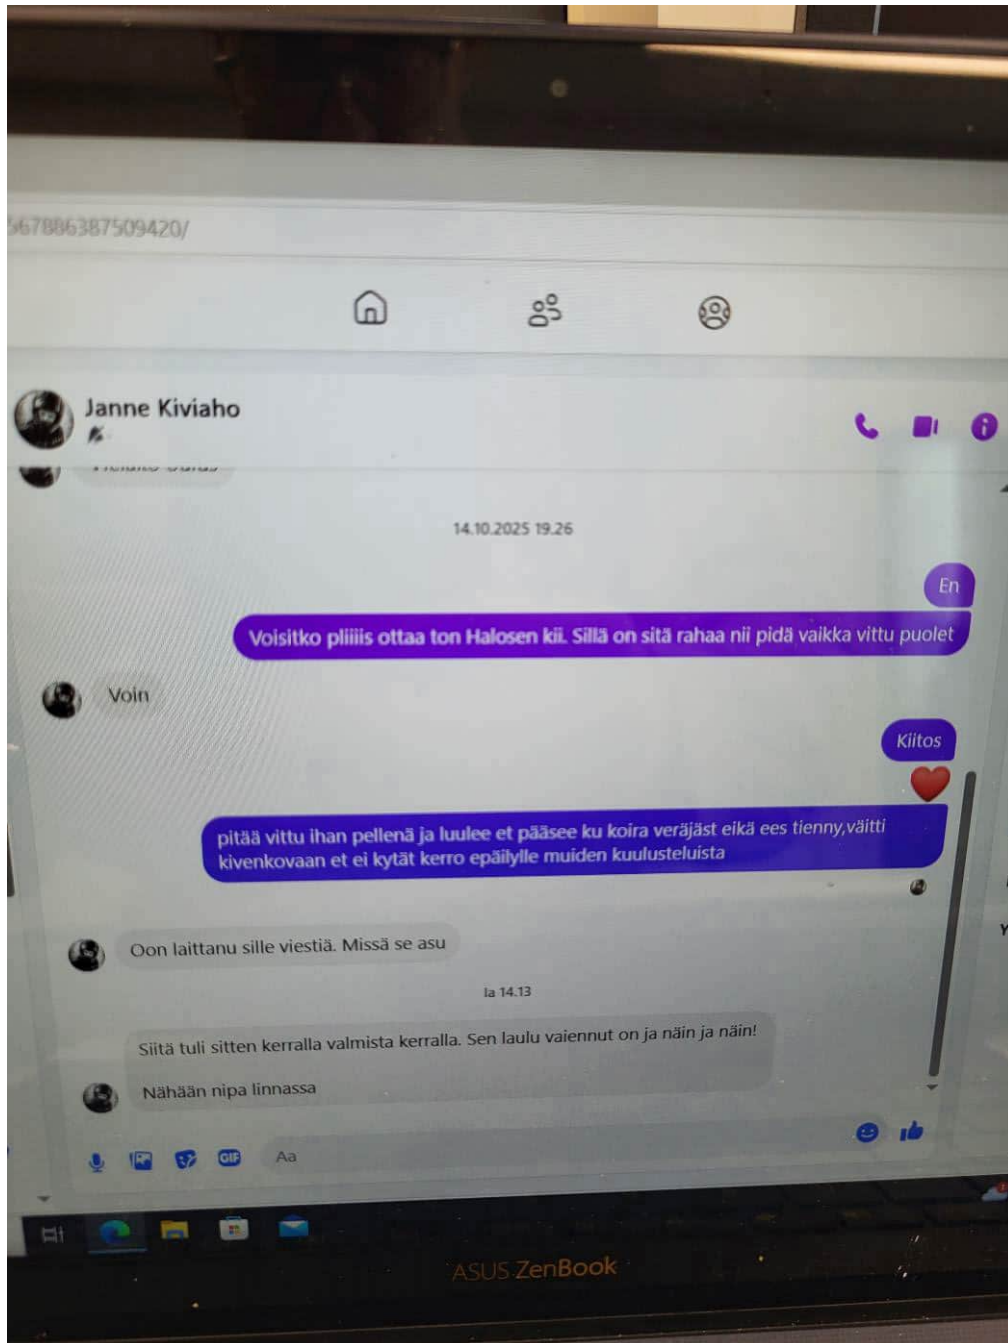 567886387509420/
Janne Kiviaho
14.10.2025 19.26
En
Voisitko pliiiis ottaa ton Halosen kii. Sillä on sitä rahaa nii pidä vaikka vittu puolet
Voin
Kiitos
pitää vittu ihan pellenä ja luulee et pääsee ku koira veräjäst eikä ees tienny,väitti
kivenkovaan et ei kytät kerro epäilylle muiden kuulusteluista
Oon laittanu sille viestiä. Missä se asu
la 14.13
Siitä tuli sitten kerralla valmista kerralla. Sen laulu vaiennut on ja näin ja näin!
Nähään nipa linnassa
GIF
Aa
ASUS ZenBook